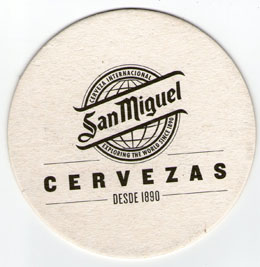 CERVEZA INTERNACIONAL
San Miguel
EXPLORING THE WORLD SINCE 1890
CERVEZAS
DESDE 1890